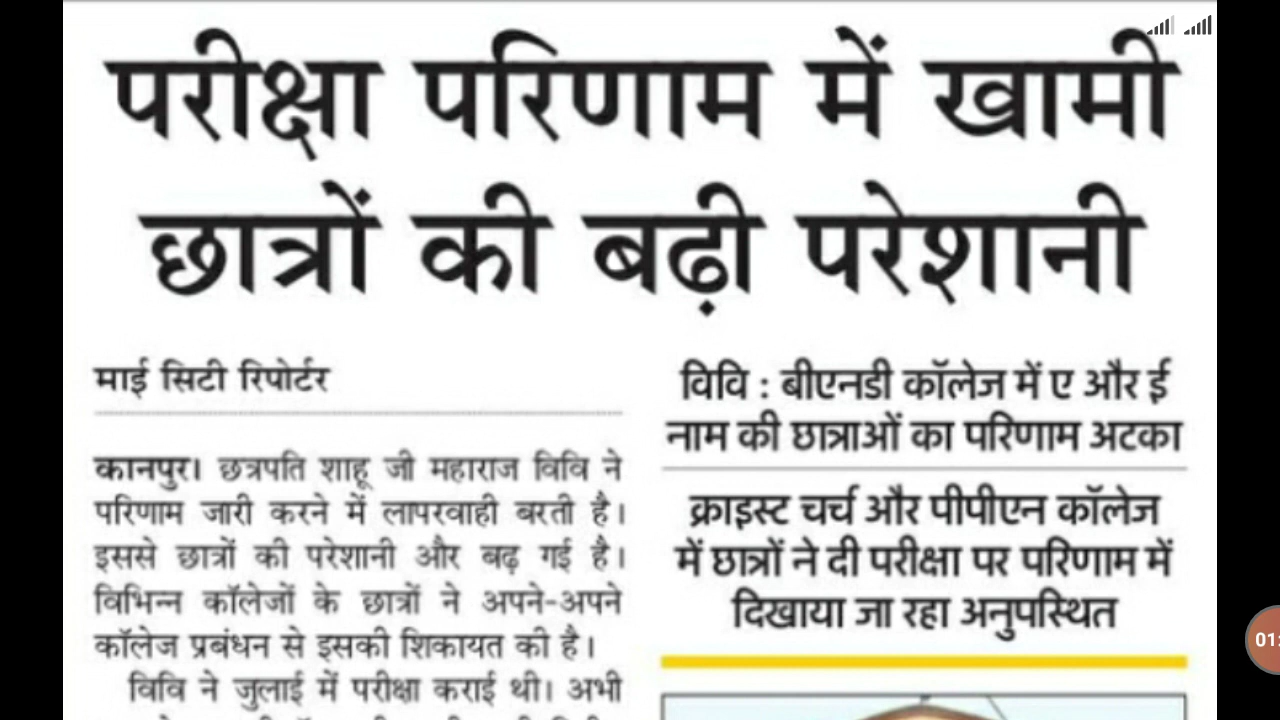 परीक्षा परिणाम में खामी
छात्रों की बढ़ी परेशानी
माई सिटी रिपोर्टर
कानपुर। छत्रपति शाहू जी महाराज विवि ने
परिणाम जारी करने में लापरवाही बरती है।
इससे छात्रों की परेशानी और बढ़ गई है।
विभिन्न कॉलेजों के छात्रों ने अपने-अपने
कॉलेज प्रबंधन से इसकी शिकायत की है।
विवि ने जुलाई में परीक्षा कराई थी। अभी
विवि : बीएनडी कॉलेज में ए और ई
नाम की छात्राओं का परिणाम अटका
क्राइस्ट चर्च और पीपीएन कॉलेज
में छात्रों ने दी परीक्षा पर परिणाम में
दिखाया जा रहा अनुपस्थित
01: